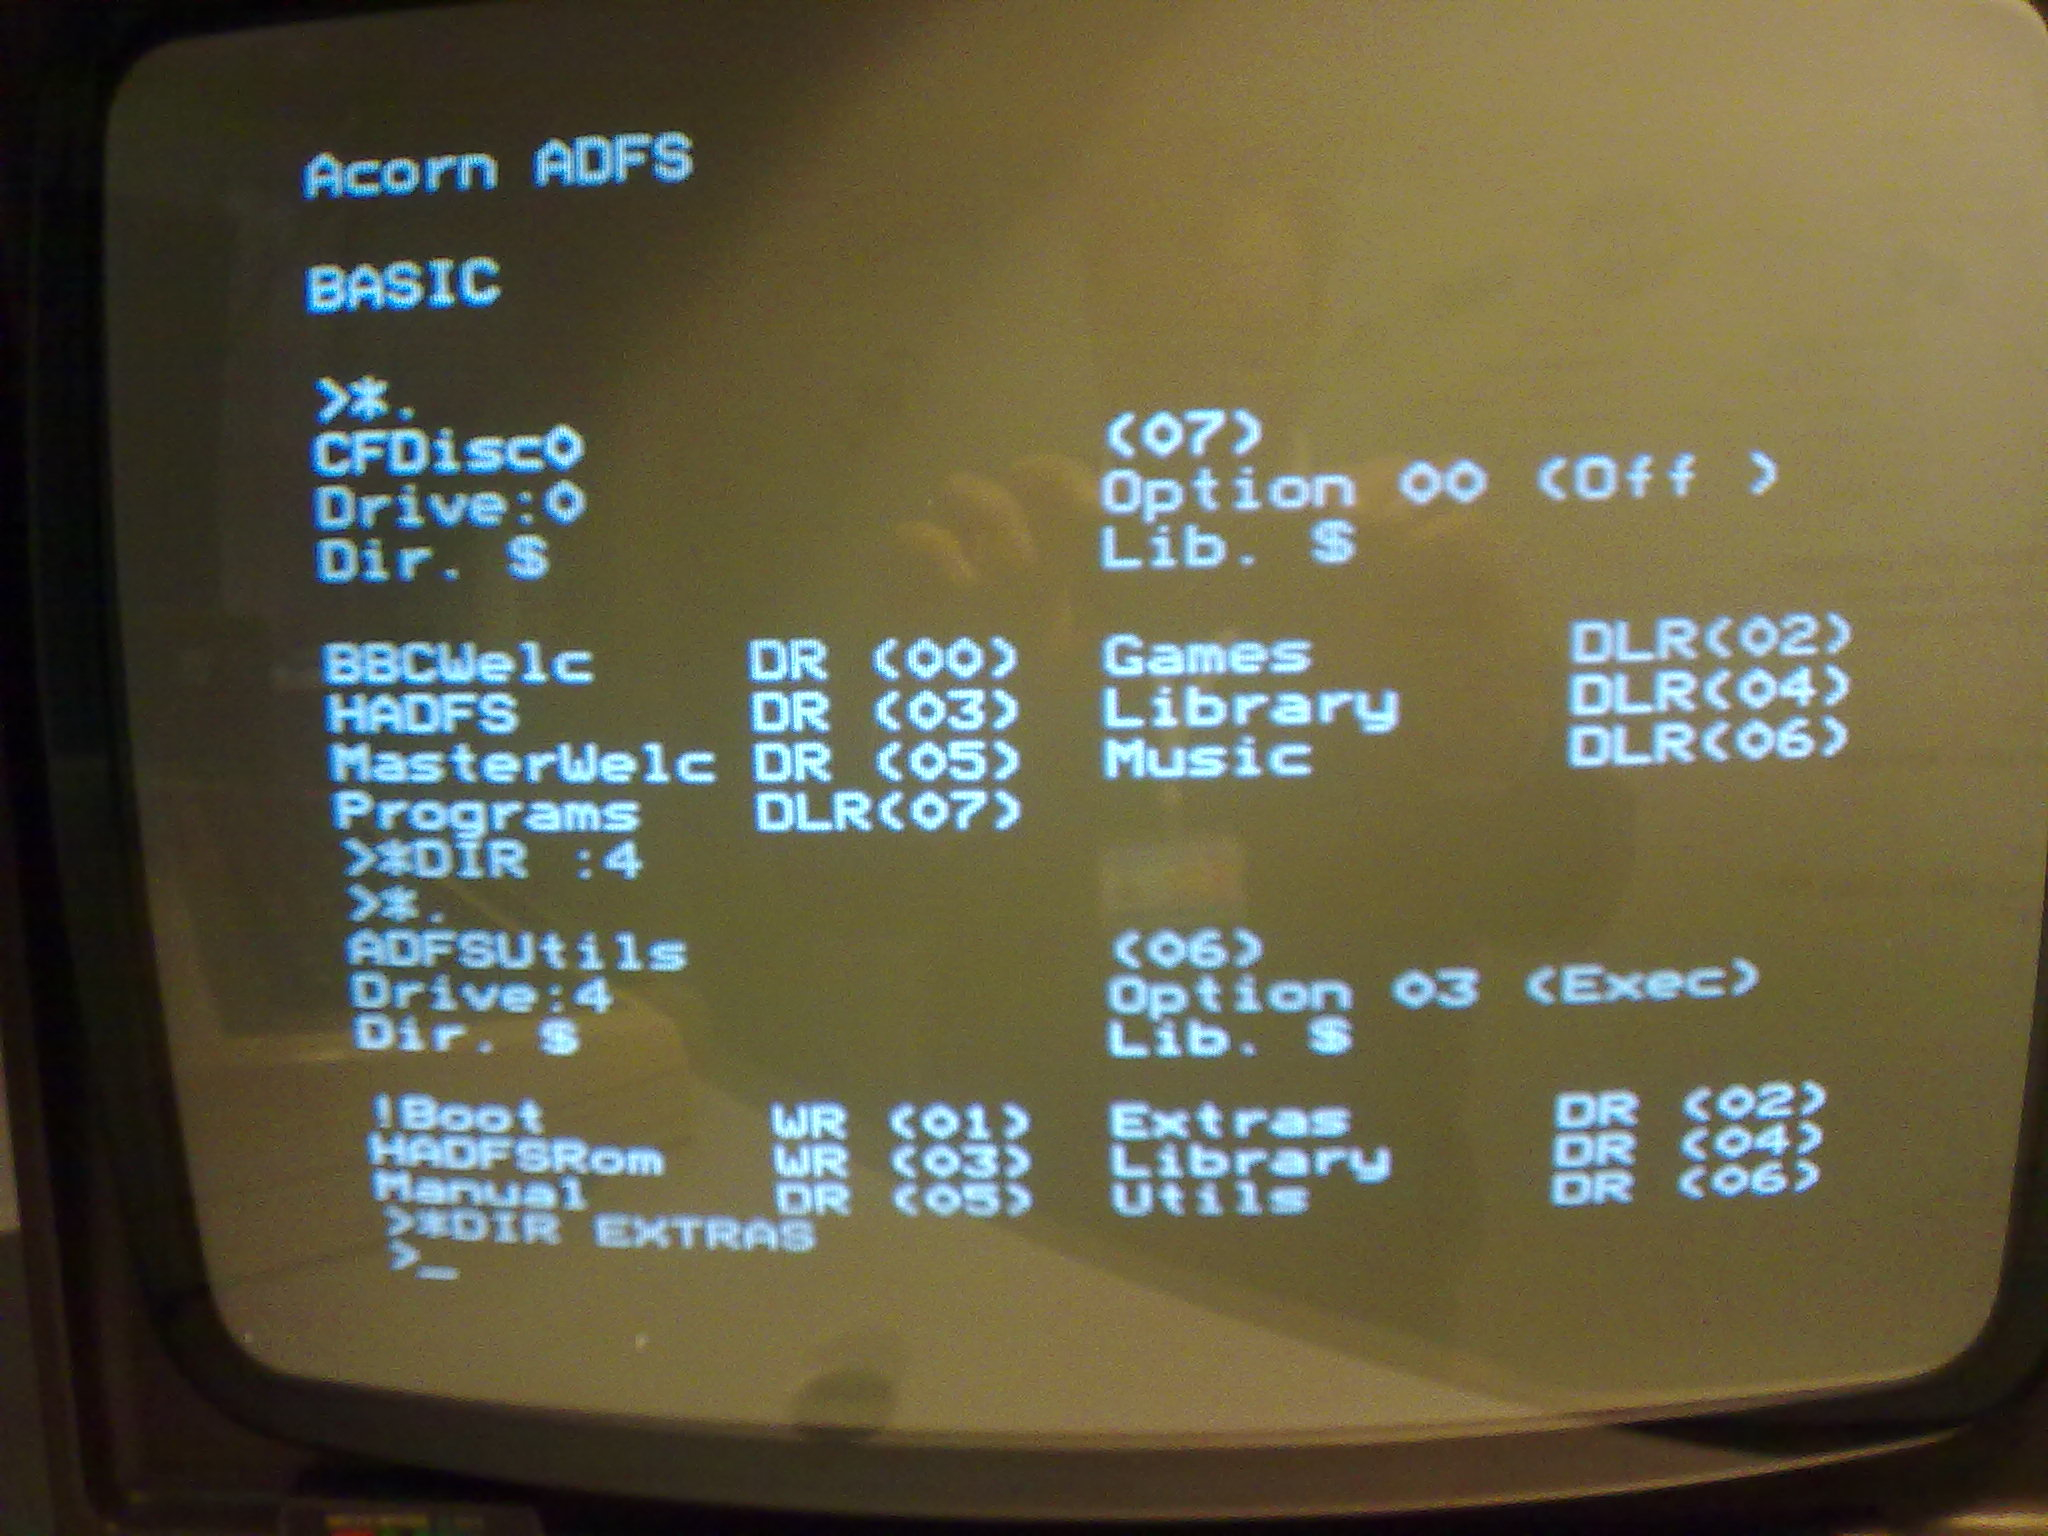 Acorn ADFS
BASIC
>*.
CFDisc0 (07)
Drive:0 Option 00 (Off )
Dir. $ Lib. $
BBCWelc DR (00) Games DLR(02)
HADFS DR (03) Library DLR(04)
MasterWelc DR (05) Music DLR(06)
Programs DLR(07)
>*DIR :4
>*.
ADFSUtils (06)
Drive:4 Option 03 (Exec)
Dir. $ Lib. $
!Boot WR (01) Extras DR (02)
HADFSRom WR (03) Library DR (04)
Manual DR (05) Utils DR (06)
>*DIR EXTRAS
>_